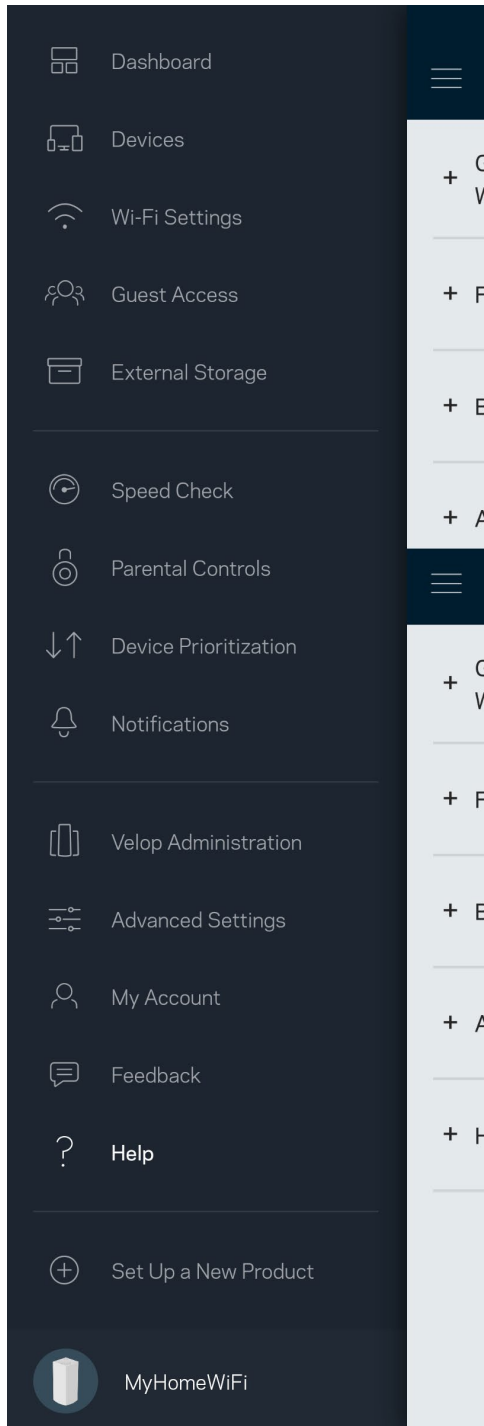 Dashboard
Devices
Wi-Fi Settings
Guest Access
External Storage
Speed Check
Parental Controls
Device Prioritization
Notifications
Velop Administration
Advanced Settings
My Account
Feedback
Help
Set Up a New Product
MyHomeWiFi